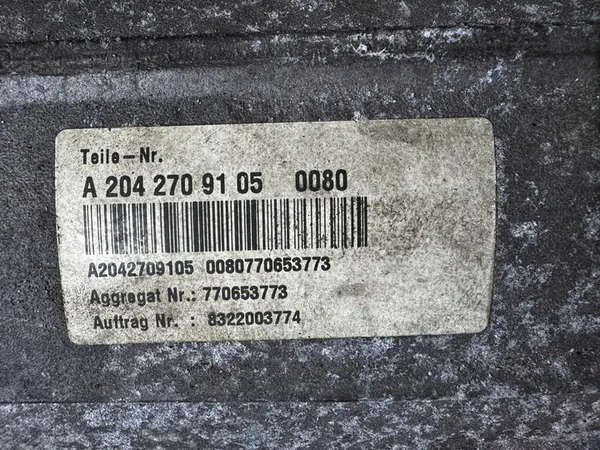 Teile-Nr.
A 204 270 91 05 0080
A2042709105 0080770653773
Aggregat Nr.: 770653773
Auftrag Nr. : 8322003774